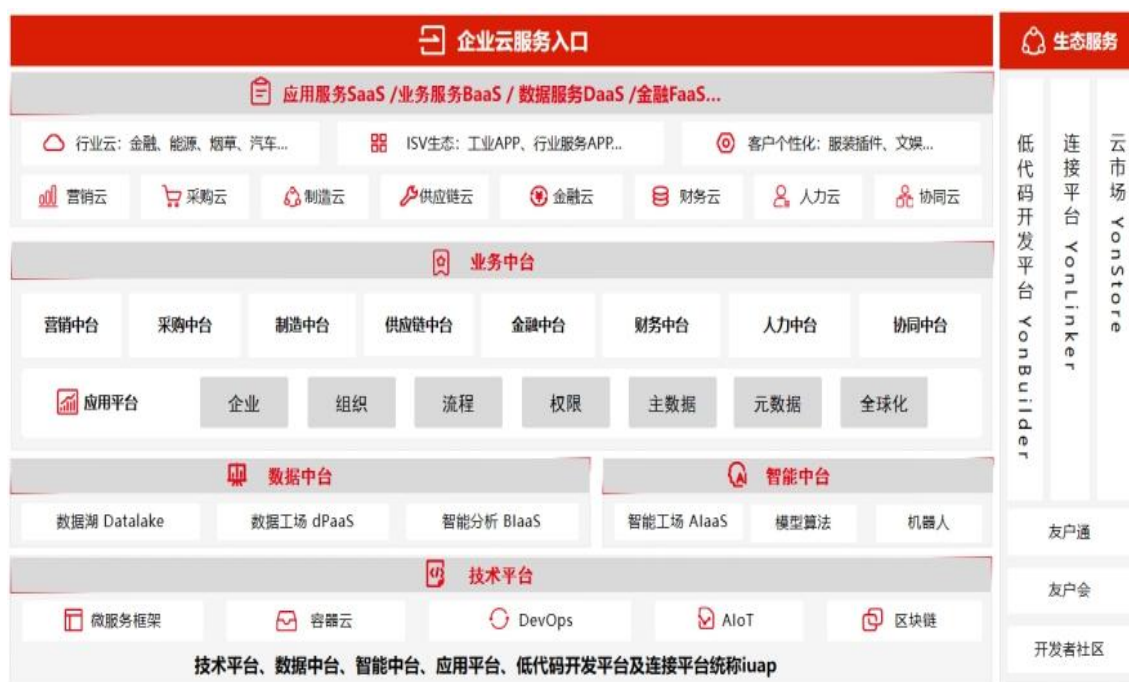 企业云服务入口
应用服务SaaS /业务服务BaaS / 数据服务DaaS /金融FaaS...
行业云：金融、能源、烟草、汽车...
ISV生态：工业APP、行业服务APP...
客户个性化：服装插件、文娱...
营销云
采购云
制造云
供应链云
金融云
财务云
人力云
协同云
业务中台
营销中台
采购中台
制造中台
供应链中台
金融中台
财务中台
人力中台
协同中台
应用平台
企业
组织
流程
权限
主数据
元数据
全球化
数据中台
数据湖 Datalake
数据工场 dPaaS
智能分析 BIaaS
智能中台
智能工场 AIaaS
模型算法
机器人
技术平台
微服务框架
容器云
DevOps
AIoT
区块链
技术平台、数据中台、智能中台、应用平台、低代码开发平台及连接平台统称iuap
生态服务
低代码开发平台 YonBuilder
连接平台 YonLinker
云市场 YonStore
友户通
友户会
开发者社区